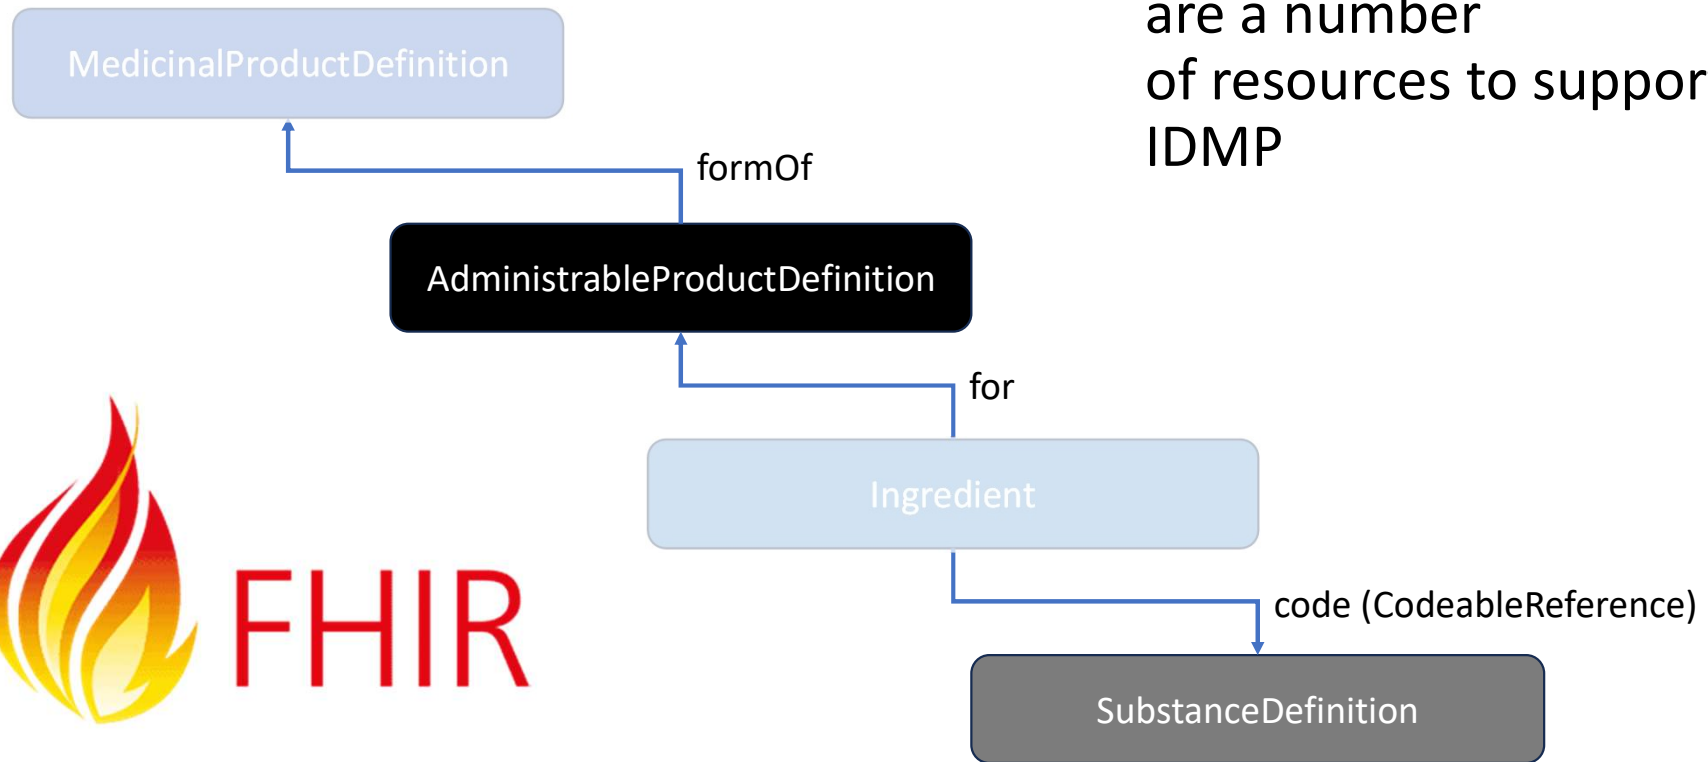 are a number
of resources to suppor
IDMP
MedicinalProductDefinition
formOf
AdministrableProductDefinition
for
Ingredient
code (CodeableReference)
SubstanceDefinition
FHIR